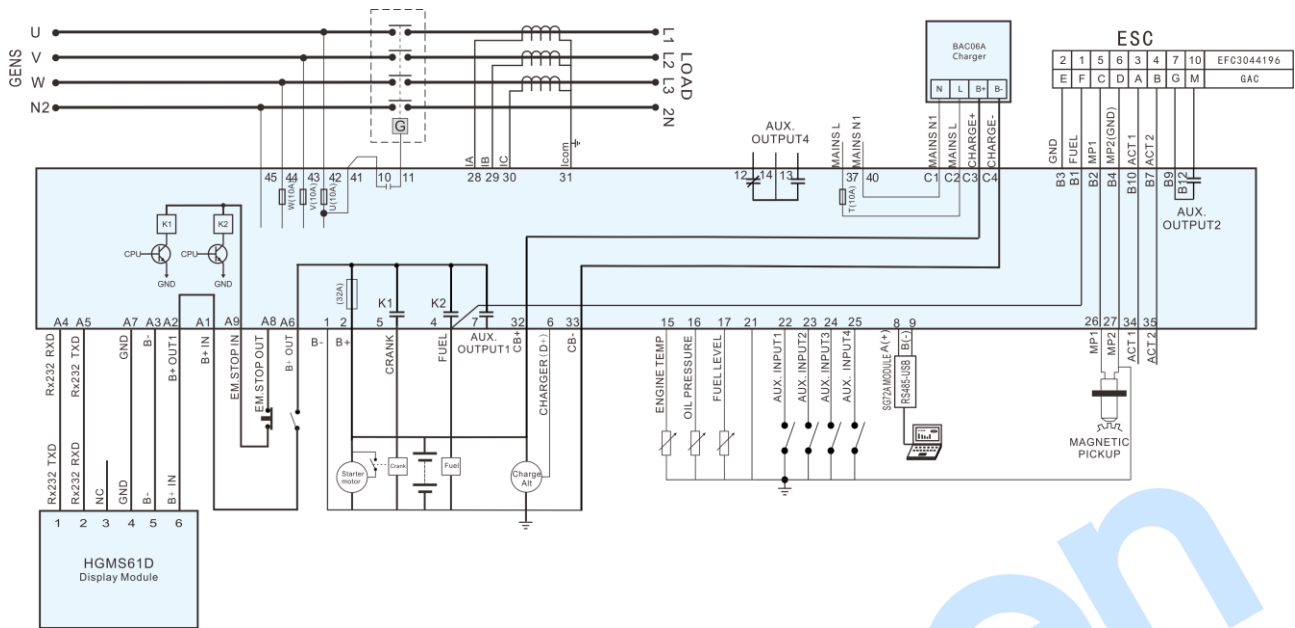 GENS
U
V
W
N2
L1
L2
L3
2N
LOAD
G
BAC06A
Charger
N L B+ B-
ESC
2 1 5 6 3 4 7 10 EFC3044196
E F C D A B G M GAC
IA
IB
IC
Icom
AUX.
OUTPUT4
MAINS L
MAINS N1
MAINS N1
MAINS L
CHARGE+
CHARGE-
GND
FUEL
MP1
MP2(GND)
ACT 1
ACT 2
45 44 43 42 41 10 11 28 29 30 31 12 14 13 37 40 C1 C2 C3 C4 B3 B1 B2 B4 B10 B7 B9 B12
W(10A)
V(10A)
U(10A)
T(10A)
AUX.
OUTPUT2
K1
K2
CPU
CPU
GND
GND
(32A)
K1
K2
A4 A5 A7 A3 A2 A1 A9 A8 A6 1 2 5 4 7 32 6 33 15 16 17 21 22 23 24 25 8 9 26 27 34 35
AUX.
OUTPUT1
Rx232 RXD
Rx232 TXD
GND
B-
B+ OUT1
B+ IN
EM.STOP IN
EM.STOP OUT
B+ OUT
B-
B+
CRANK
FUEL
CB+
CHARGER (D+)
CB-
ENGINE TEMP
OIL PRESSURE
FUEL LEVEL
AUX. INPUT1
AUX. INPUT2
AUX. INPUT3
AUX. INPUT4
A(+)
B(-)
SG72A MODULE
RS485-USB
MP1
MP2
ACT 1
ACT 2
MAGNETIC
PICKUP
Starter
motor
Crank
Fuel
Charge
Alt
Rx232 TXD
Rx232 RXD
NC
GND
B-
B+ IN
1 2 3 4 5 6
HGMS61D
Display Module
en